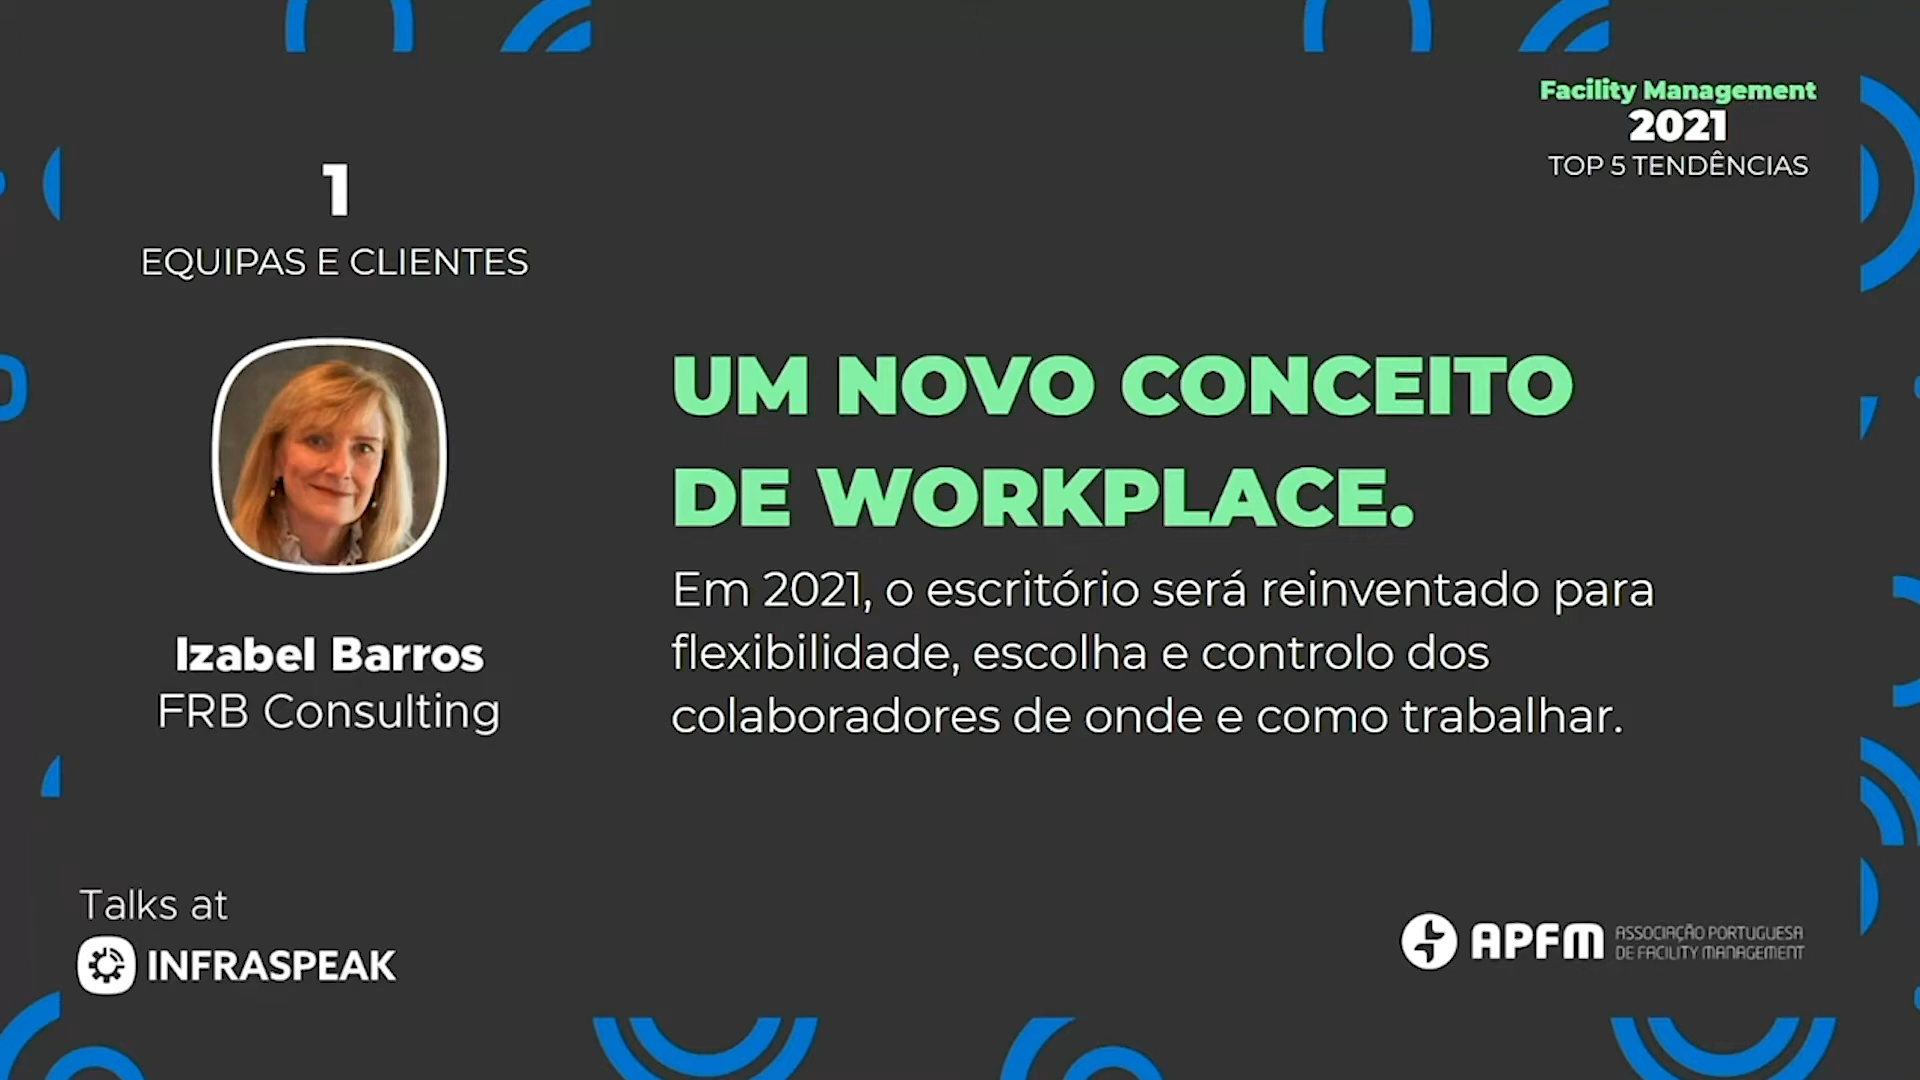 Facility Management
2021
TOP 5 TENDÊNCIAS
1
EQUIPAS E CLIENTES
Izabel Barros
FRB Consulting
UM NOVO CONCEITO
DE WORKPLACE.
Em 2021, o escritório será reinventado para
flexibilidade, escolha e controlo dos
colaboradores de onde e como trabalhar.
Talks at
INFRASPEAK
APFM
ASSOCIAÇÃO PORTUGUESA
DE FACILITY MANAGEMENT